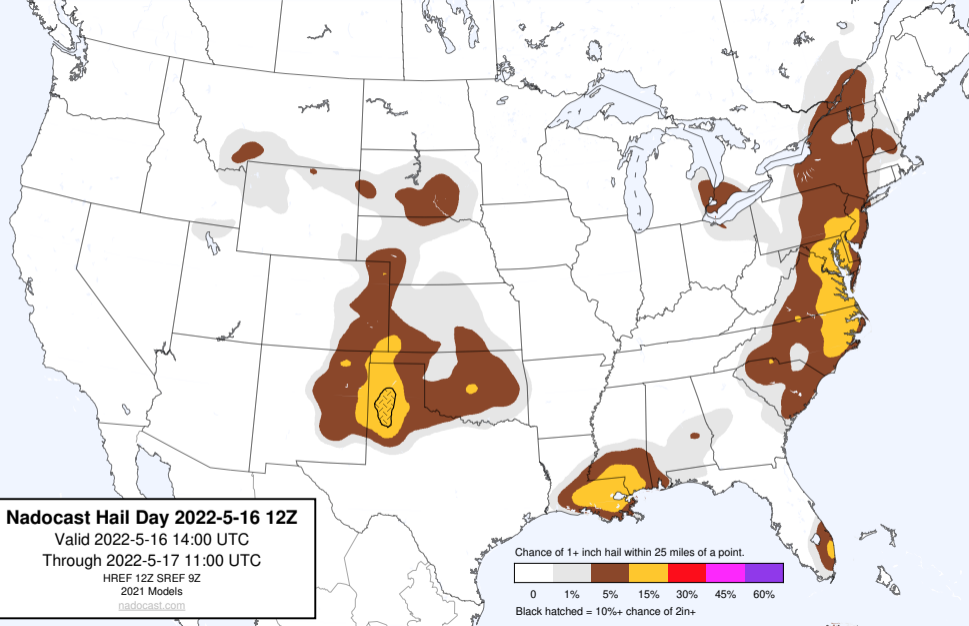 Nadocast Hail Day 2022-5-16 12Z
Valid 2022-5-16 14:00 UTC
Through 2022-5-17 11:00 UTC
HREF 12Z SREF 9Z
2021 Models
nadocast.com
Chance of 1+ inch hail within 25 miles of a point.
0 1% 5% 15% 30% 45% 60%
Black hatched = 10%+ chance of 2in+